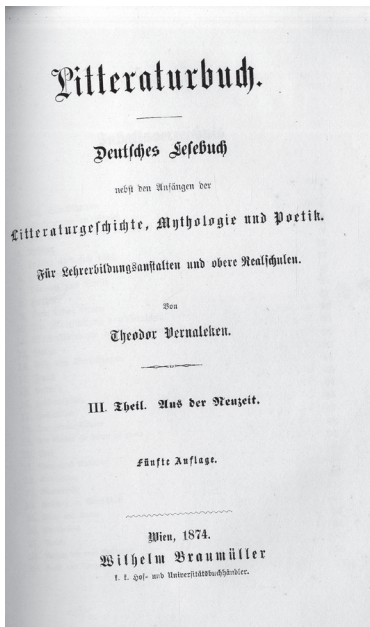 Litteraturbuch.
Deutsches Lesebuch
nebst den Anfängen der
Litteraturgeschichte, Mythologie und Poetik.
Für Lehrerbildungsanstalten und obere Realschulen.
Von
Theodor Vernaleken.
III. Theil. Aus der Neuzeit.
Fünfte Auflage.
Wien, 1874.
Wilhelm Braumüller
k. k. Hof- und Universitätsbuchhändler.